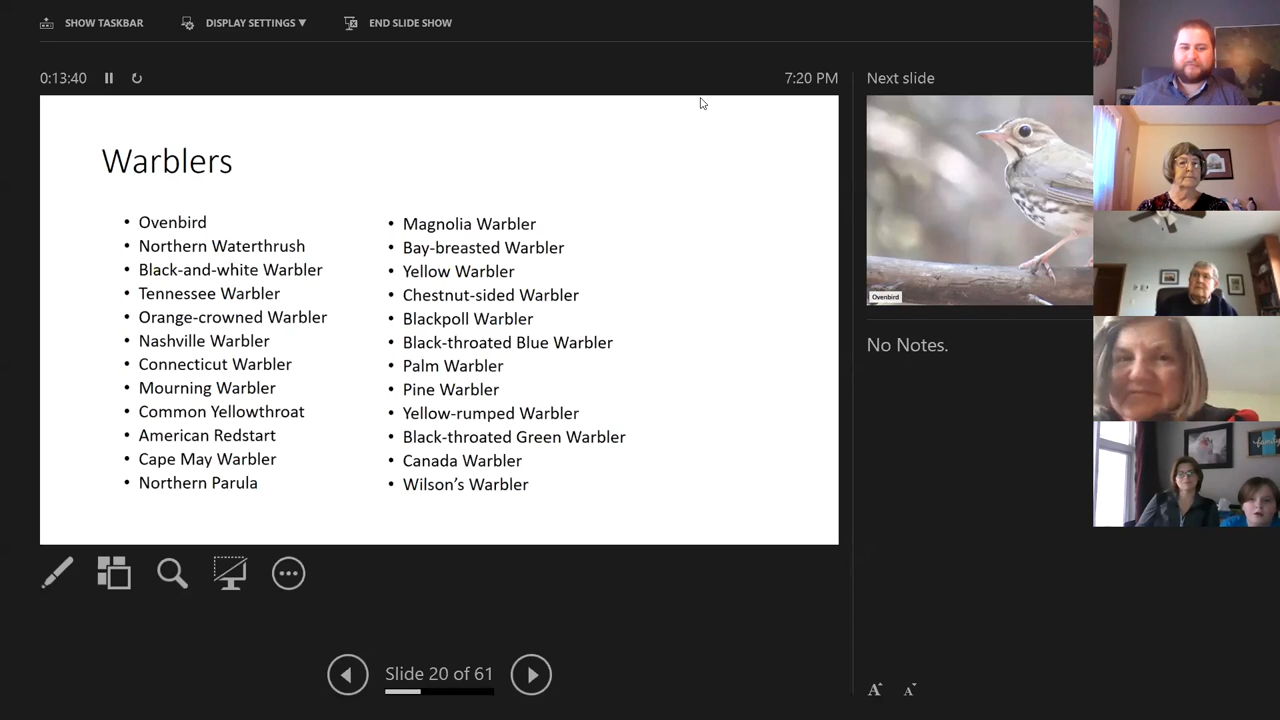 SHOW TASKBAR
DISPLAY SETTINGS ▼
END SLIDE SHOW
0:13:40
7:20 PM
Next slide
Warblers
• Ovenbird
• Northern Waterthrush
• Black-and-white Warbler
• Tennessee Warbler
• Orange-crowned Warbler
• Nashville Warbler
• Connecticut Warbler
• Mourning Warbler
• Common Yellowthroat
• American Redstart
• Cape May Warbler
• Northern Parula
• Magnolia Warbler
• Bay-breasted Warbler
• Yellow Warbler
• Chestnut-sided Warbler
• Blackpoll Warbler
• Black-throated Blue Warbler
• Palm Warbler
• Pine Warbler
• Yellow-rumped Warbler
• Black-throated Green Warbler
• Canada Warbler
• Wilson’s Warbler
Ovenbird
No Notes.
family
Slide 20 of 61
A A